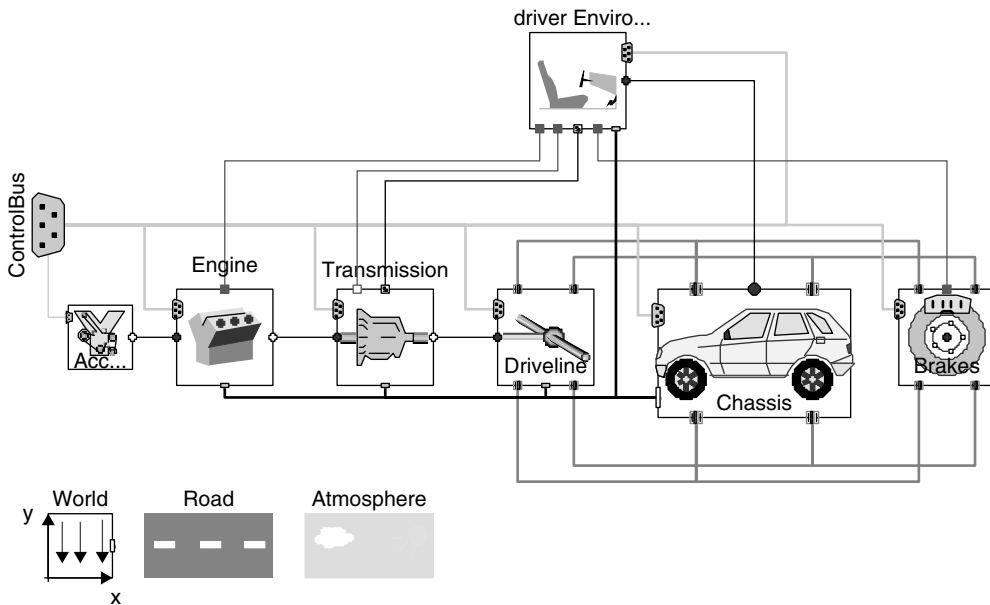 driver Enviro...
ControlBus
Engine
Transmission
Acc...
Driveline
Chassis
Brakes
World
Road
Atmosphere
y
x